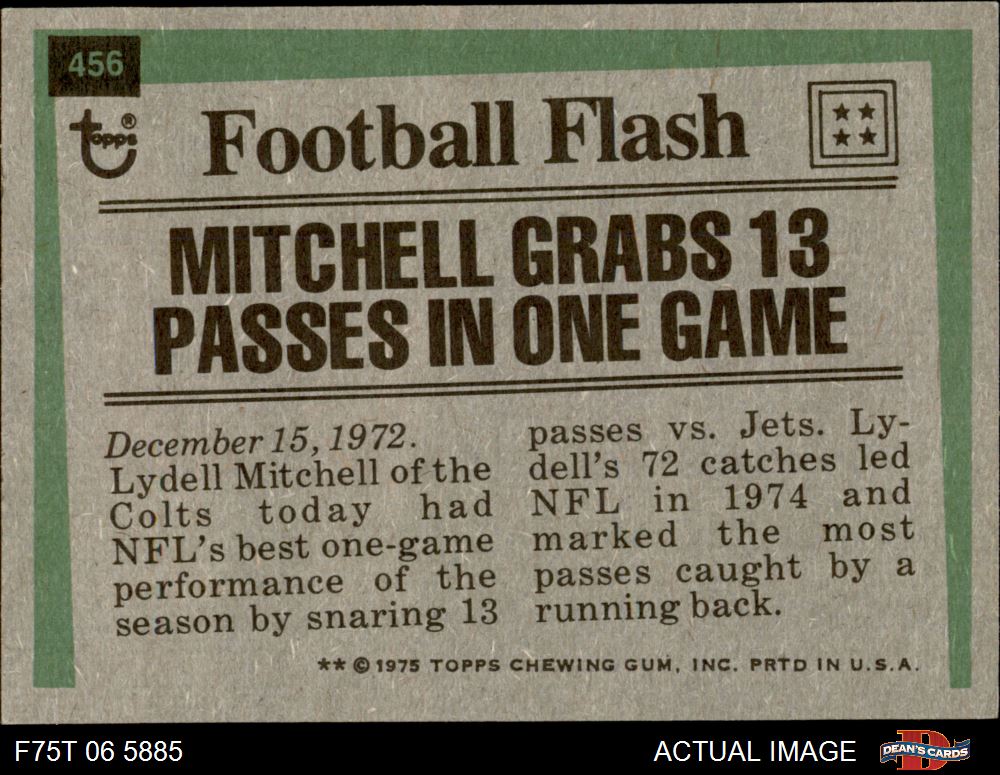 456
topps®
Football Flash
MITCHELL GRABS 13
PASSES IN ONE GAME
December 15, 1972.
Lydell Mitchell of the
Colts today had
NFL's best one-game
performance of the
season by snaring 13
passes vs. Jets. Ly-
dell's 72 catches led
NFL in 1974 and
marked the most
passes caught by a
running back.
** © 1975 TOPPS CHEWING GUM, INC. PRTD IN U.S.A.
F75T 06 5885
ACTUAL IMAGE
DEAN'S CARDS